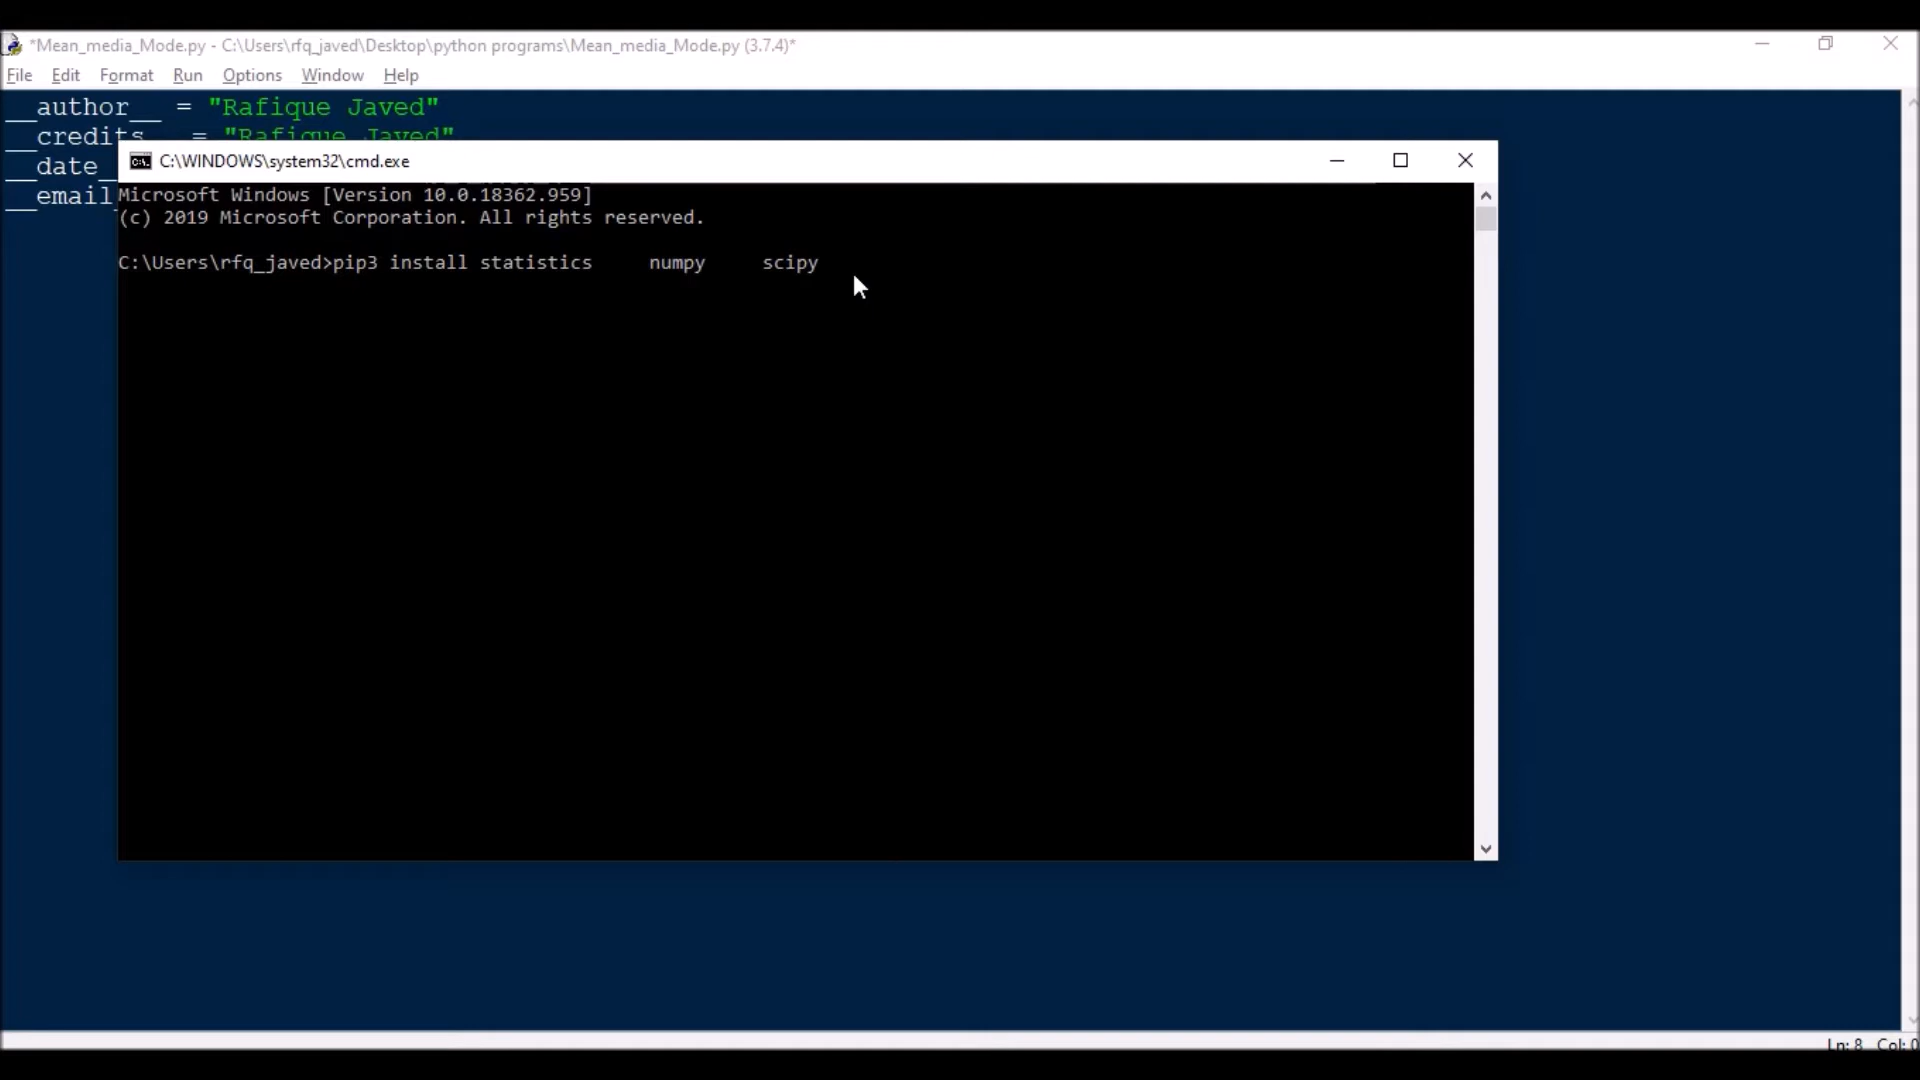 *Mean_media_Mode.py - C:\Users\rfq_javed\Desktop\python programs\Mean_media_Mode.py (3.7.4)*
File Edit Format Run Options Window Help
__author__ = "Rafique Javed"
__credits__ = "Rafique Javed"
__date_
__email
C:\WINDOWS\system32\cmd.exe
Microsoft Windows [Version 10.0.18362.959]
(c) 2019 Microsoft Corporation. All rights reserved.
C:\Users\rfq_javed>pip3 install statistics     numpy     scipy
Ln: 8 Col: 0